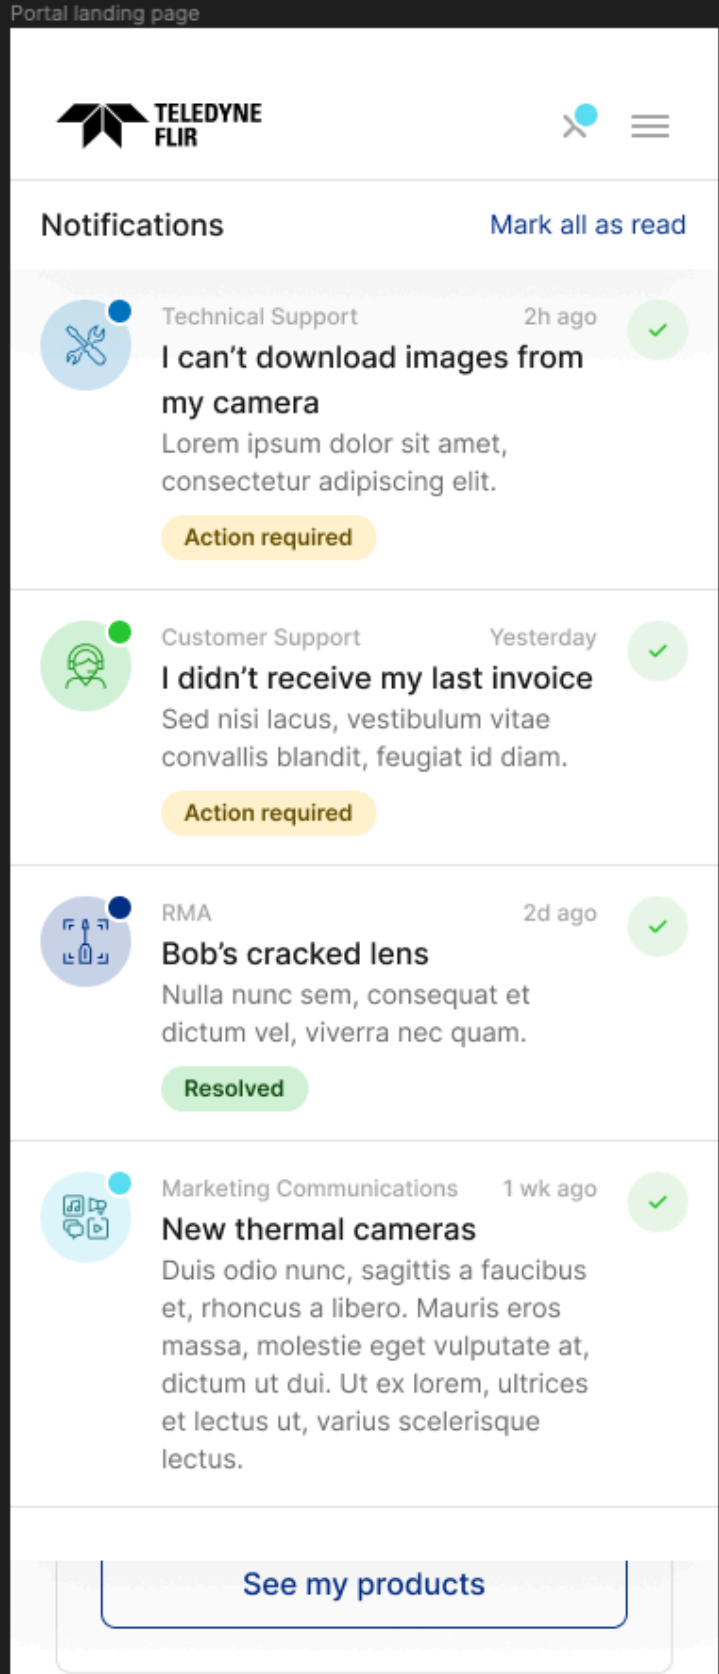 Portal landing page
TELEDYNE
FLIR
Notifications
Mark all as read
Technical Support
2h ago
I can’t download images from
my camera
Lorem ipsum dolor sit amet,
consectetur adipiscing elit.
Action required
Customer Support
Yesterday
I didn’t receive my last invoice
Sed nisi lacus, vestibulum vitae
convallis blandit, feugiat id diam.
Action required
RMA
2d ago
Bob’s cracked lens
Nulla nunc sem, consequat et
dictum vel, viverra nec quam.
Resolved
Marketing Communications
1 wk ago
New thermal cameras
Duis odio nunc, sagittis a faucibus
et, rhoncus a libero. Mauris eros
massa, molestie eget vulputate at,
dictum ut dui. Ut ex lorem, ultrices
et lectus ut, varius scelerisque
lectus.
See my products